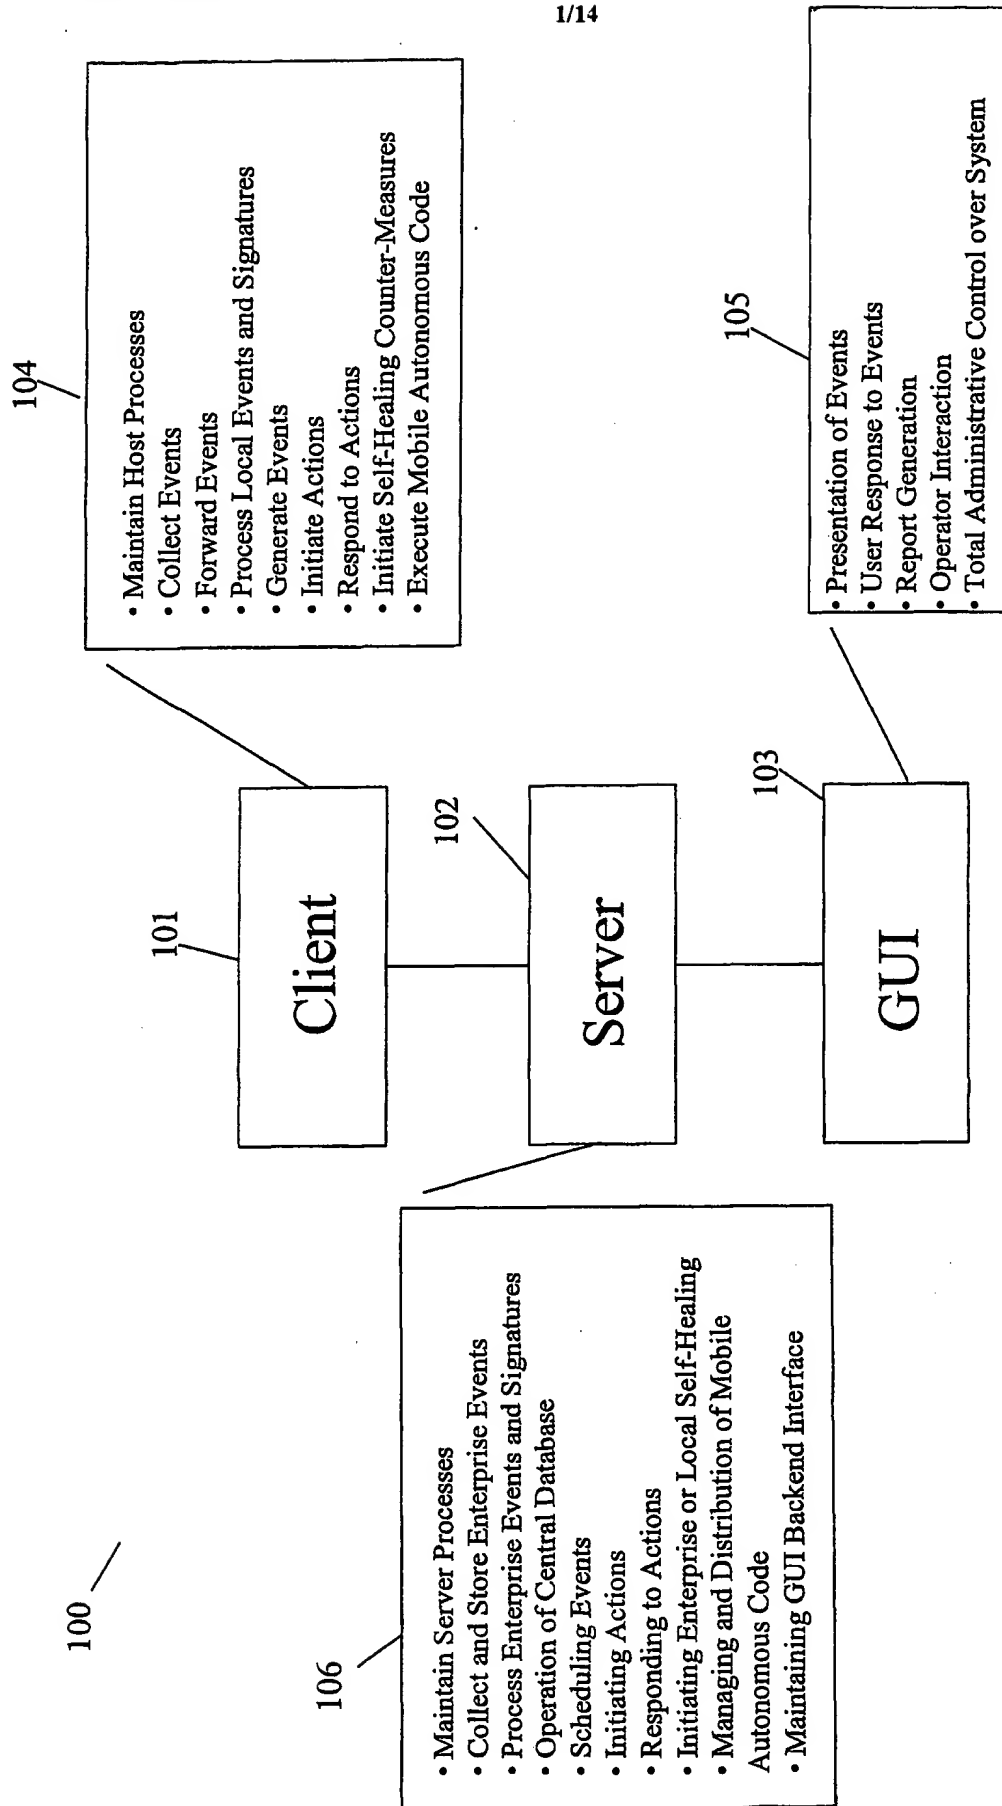 1/14
100
101
Client
104
• Maintain Host Processes
• Collect Events
• Forward Events
• Process Local Events and Signatures
• Generate Events
• Initiate Actions
• Respond to Actions
• Initiate Self-Healing Counter-Measures
• Execute Mobile Autonomous Code
106
• Maintain Server Processes
• Collect and Store Enterprise Events
• Process Enterprise Events and Signatures
• Operation of Central Database
• Scheduling Events
• Initiating Actions
• Responding to Actions
• Initiating Enterprise or Local Self-Healing
• Managing and Distribution of Mobile
Autonomous Code
• Maintaining GUI Backend Interface
102
Server
103
GUI
105
• Presentation of Events
• User Response to Events
• Report Generation
• Operator Interaction
• Total Administrative Control over System